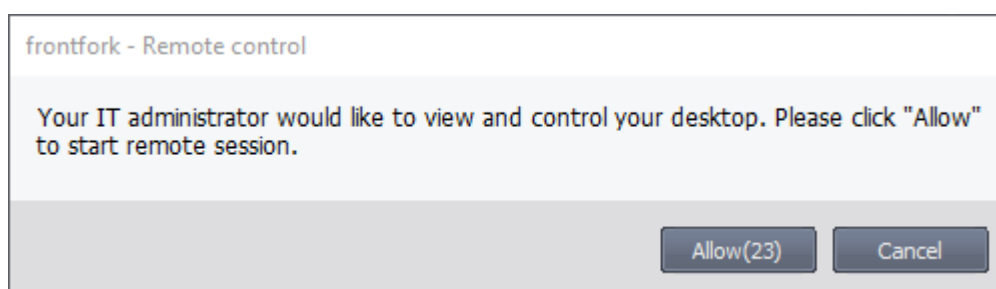 frontfork - Remote control
Your IT administrator would like to view and control your desktop. Please click "Allow"
to start remote session.
Allow(23)
Cancel